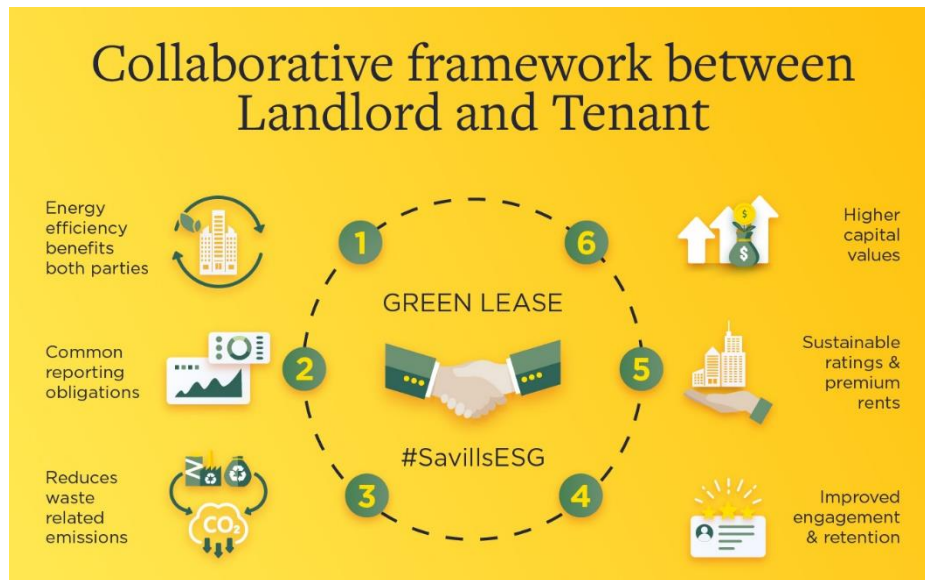 Collaborative framework between
Landlord and Tenant
Energy
efficiency
benefits
both parties
1
6
Higher
capital
values
$
$
GREEN LEASE
Common
reporting
obligations
2
5
Sustainable
ratings &
premium
rents
#SavillsESG
Reduces
waste
related
emissions
CO₂
3
4
Improved
engagement
& retention